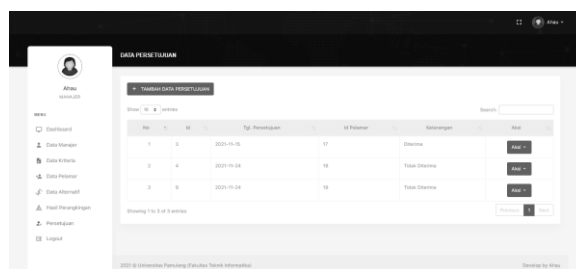 Ahau
DATA PERSETUJUAN
Ahau
MANAJER
MENU
Dashboard
Data Manajer
Data Kriteria
Data Pelamar
Data Alternatif
Hasil Perangkingan
Persetujuan
Logout
+ TAMBAH DATA PERSETUJUAN
Show 10 entries
Search:
No Id Tgl. Persetujuan Id Pelamar Keterangan Aksi
1 3 2021-11-15 17 Diterima Aksi
2 4 2021-11-24 18 Tidak Diterima Aksi
3 2021-11-24 Tidak Diterima Aksi
Showing 1 to 3 of 3 entries
Previous 1 Next
2021 © Universitas Pamulang (Fakultas Teknik Informatika)
by Ahau